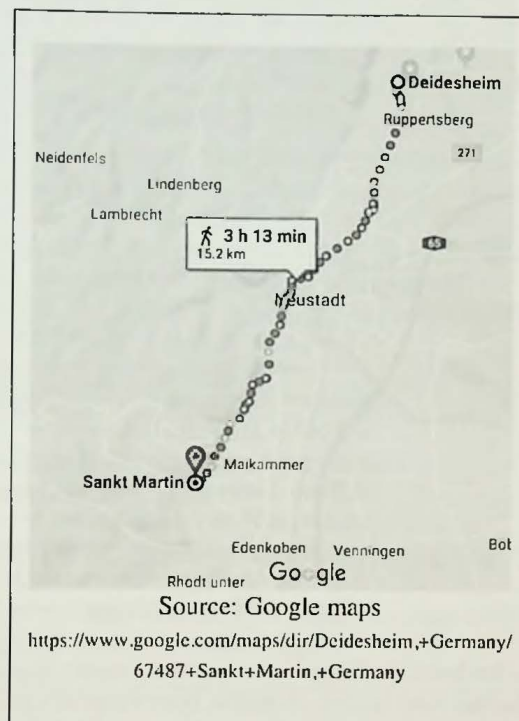 Deidesheim
Ruppertsberg
271
Neidenfels
Lindenberg
Lambrecht
3 h 13 min
15.2 km
65
Neustadt
Maikammer
Sankt Martin
Edenkoben Venningen Bot
Rhodt unter Google
Source: Google maps
https://www.google.com/maps/dir/Deidesheim,+Germany/
67487+Sankt+Martin,+Germany